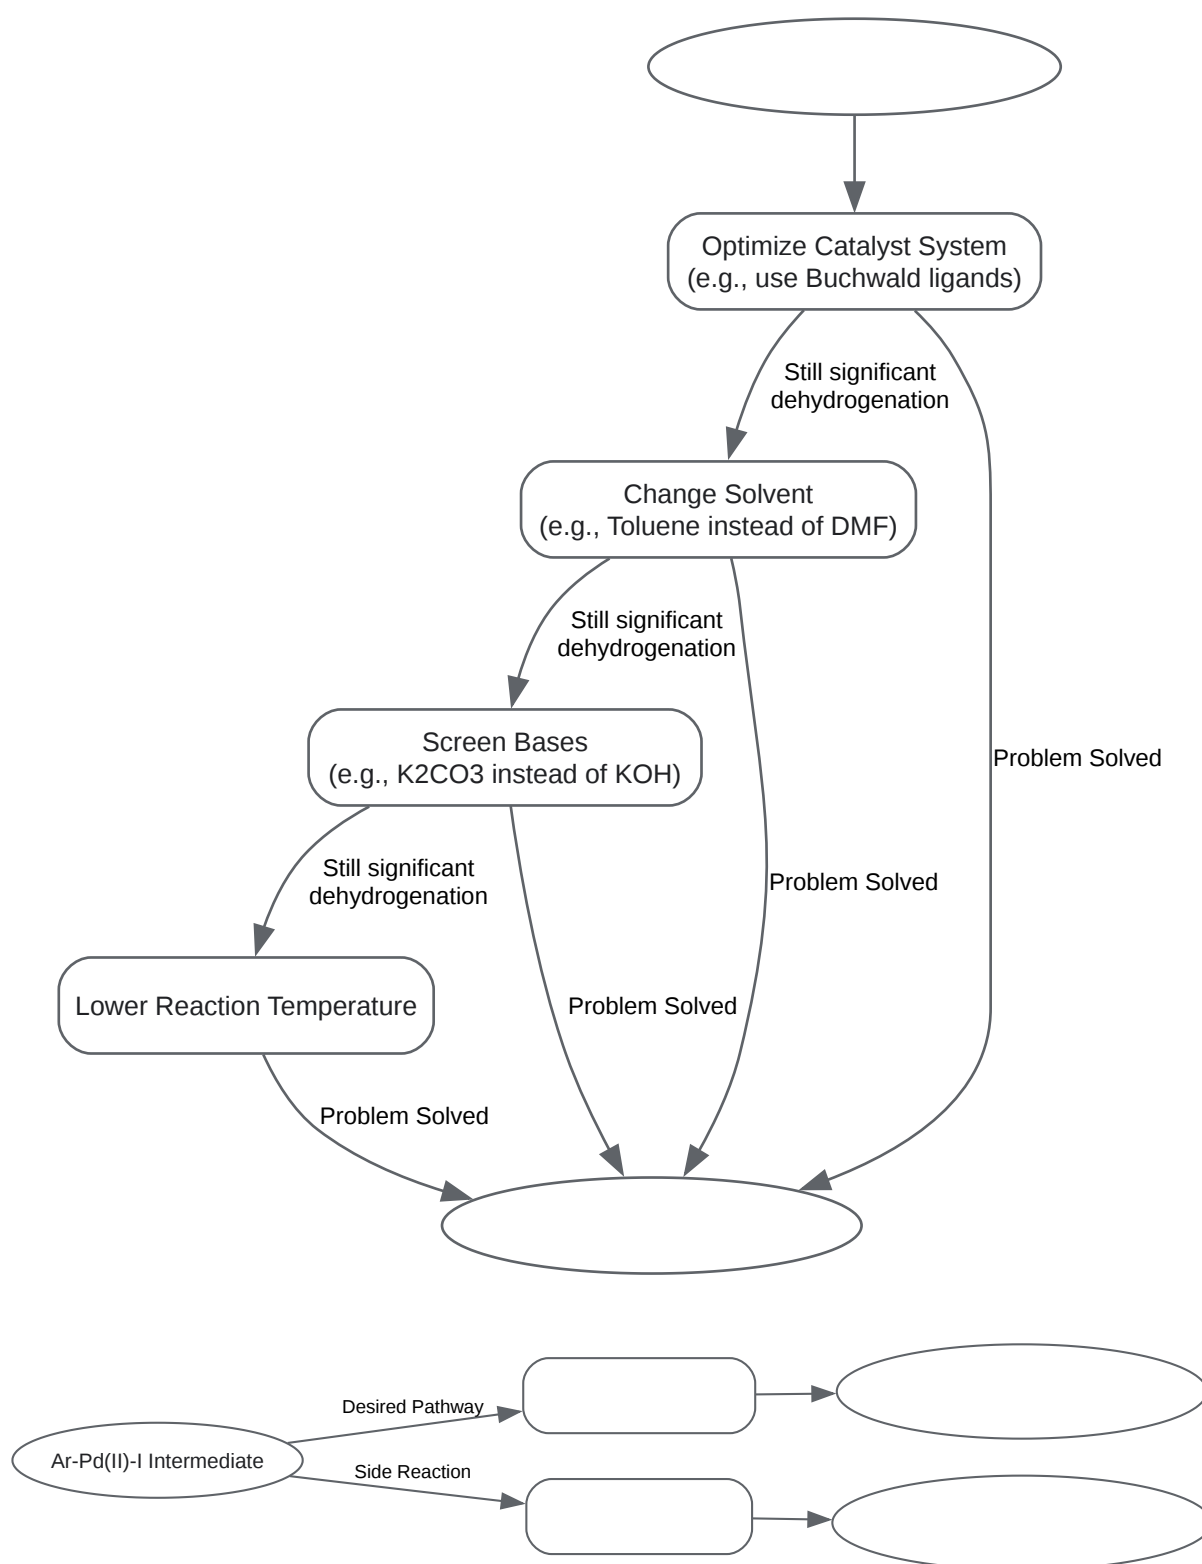 Optimize Catalyst System
(e.g., use Buchwald ligands)
Still significant
dehydrogenation
Change Solvent
(e.g., Toluene instead of DMF)
Still significant
dehydrogenation
Screen Bases
(e.g., K2CO3 instead of KOH)
Problem Solved
Still significant
dehydrogenation
Problem Solved
Lower Reaction Temperature
Problem Solved
Problem Solved
Desired Pathway
Ar-Pd(II)-I Intermediate
Side Reaction